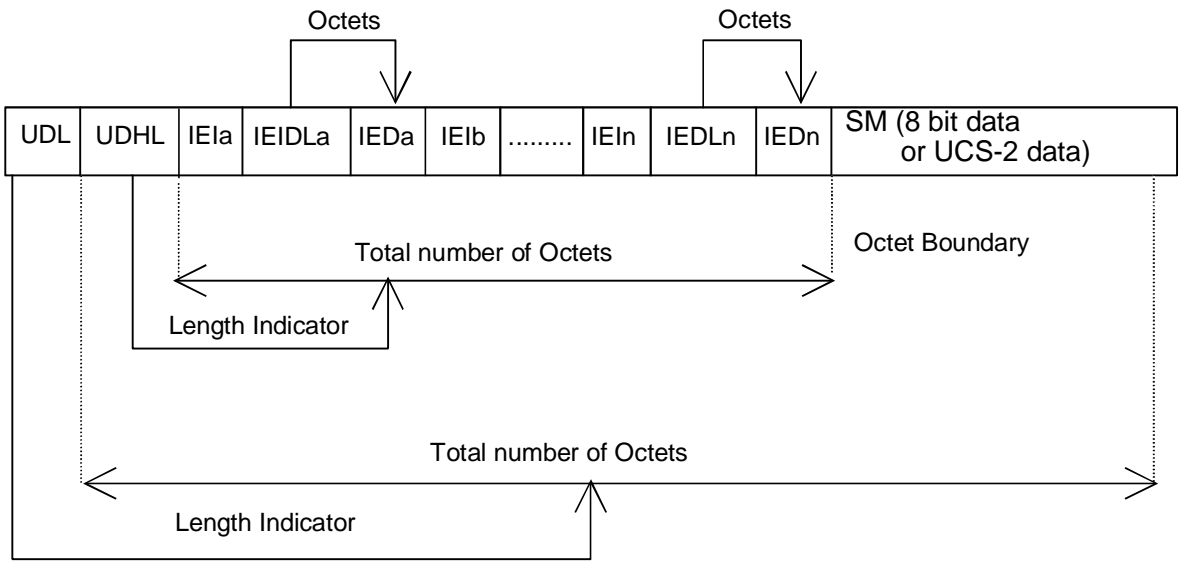 Octets Octets
UDL UDHL IEIa IEIDLa IEDa IEIb ......... IEIn IEDLn IEDn SM (8 bit data
or UCS-2 data)
Total number of Octets Octet Boundary
Length Indicator
Total number of Octets
Length Indicator